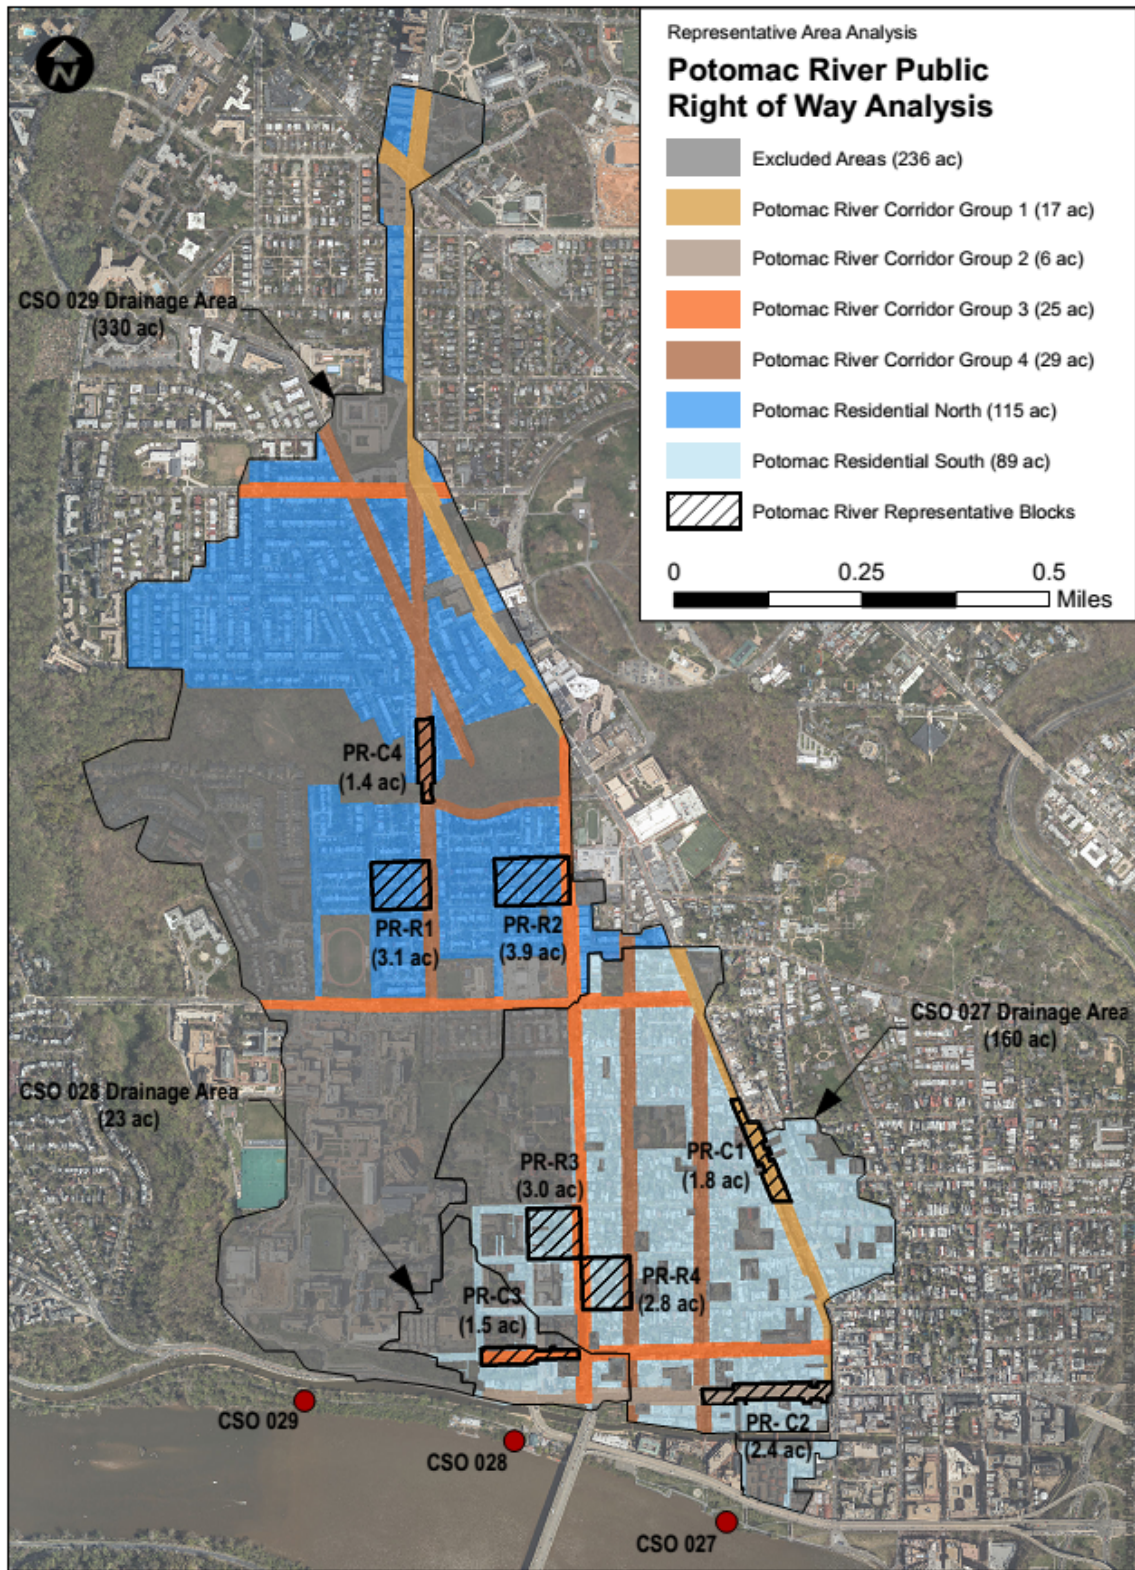 N
Representative Area Analysis
Potomac River Public
Right of Way Analysis
Excluded Areas (236 ac)
Potomac River Corridor Group 1 (17 ac)
Potomac River Corridor Group 2 (6 ac)
Potomac River Corridor Group 3 (25 ac)
Potomac River Corridor Group 4 (29 ac)
Potomac Residential North (115 ac)
Potomac Residential South (89 ac)
Potomac River Representative Blocks
0 0.25 0.5
Miles
CSO 029 Drainage Area
(330 ac)
PR-C4
(1.4 ac)
PR-R1
(3.1 ac)
PR-R2
(3.9 ac)
CSO 027 Drainage Area
(160 ac)
CSO 028 Drainage Area
(23 ac)
PR-C1
(1.8 ac)
PR-R3
(3.0 ac)
PR-R4
(2.8 ac)
PR-C3
(1.5 ac)
PR- C2
(2.4 ac)
CSO 029
CSO 028
CSO 027